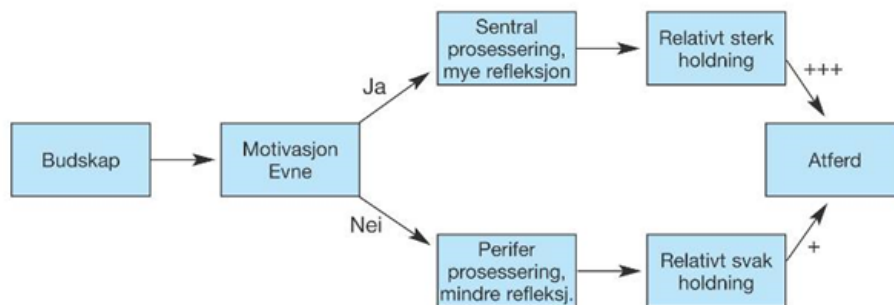 Budskap
Motivasjon
Evne
Ja
Nei
Sentral
prosessering,
mye refleksjon
Relativt sterk
holdning
+++
Perifer
prosessering,
mindre refleksj.
Relativt svak
holdning
+
Atferd